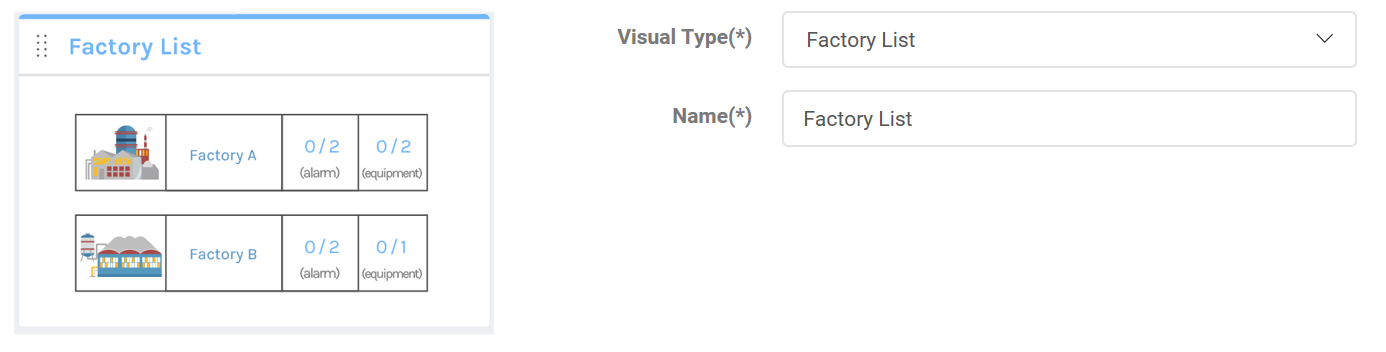 Factory List
Factory A
0/2
(alarm)
0/2
(equipment)
Factory B
0/2
(alarm)
0/1
(equipment)
Visual Type(*)
Factory List
Name(*)
Factory List